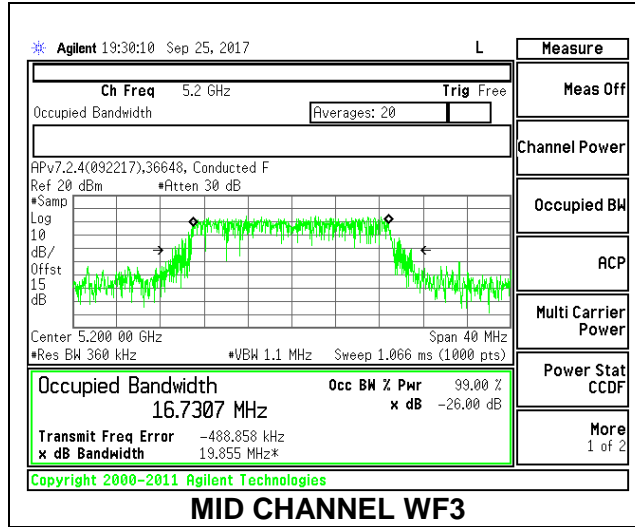 Agilent 19:30:10 Sep 25, 2017 L
Measure
Ch Freq 5.2 GHz Trig Free
Occupied Bandwidth Averages: 20
Meas Off
Channel Power
APv7.2.4(092217),36648, Conducted F
Ref 20 dBm #Atten 30 dB
#Samp
Log
10
dB/
Offst
15
dB
Occupied BW
ACP
Center 5.200 00 GHz Span 40 MHz
#Res BW 360 kHz #VBW 1.1 MHz Sweep 1.066 ms (1000 pts)
Multi Carrier
Power
Occupied Bandwidth Occ BW % Pwr 99.00 %
16.7307 MHz x dB -26.00 dB
Transmit Freq Error -488.858 kHz
x dB Bandwidth 19.855 MHz*
Power Stat
CCDF
More
1 of 2
Copyright 2000-2011 Agilent Technologies
MID CHANNEL WF3